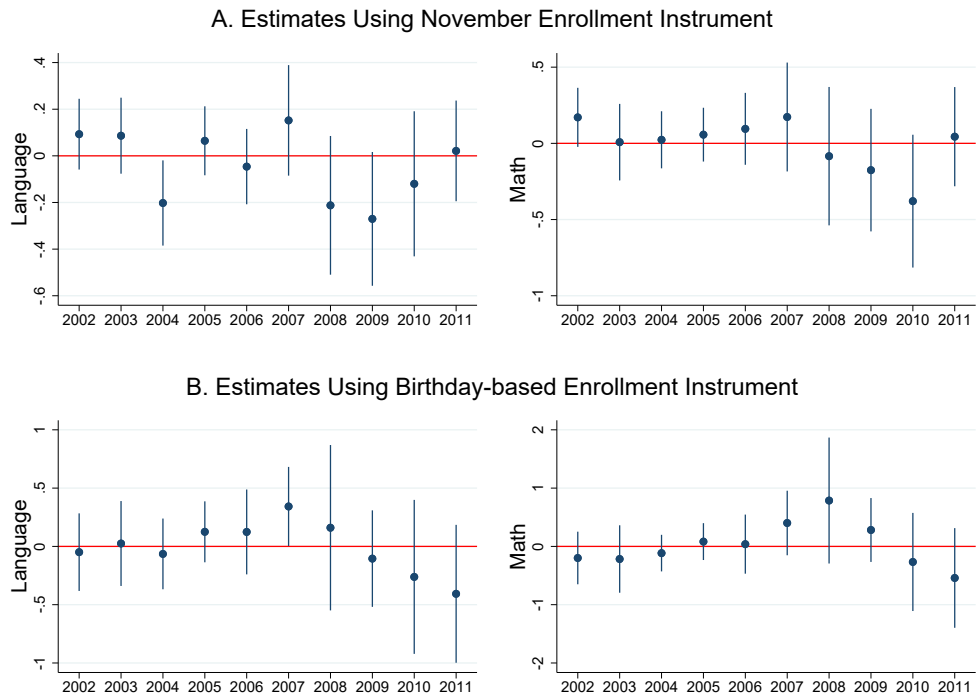 A. Estimates Using November Enrollment Instrument
Language
.4
.2
0
-.2
-.4
-.6
2002 2003 2004 2005 2006 2007 2008 2009 2010 2011
Math
.5
0
-.5
-1
2002 2003 2004 2005 2006 2007 2008 2009 2010 2011
B. Estimates Using Birthday-based Enrollment Instrument
Language
1
.5
0
-.5
-1
2002 2003 2004 2005 2006 2007 2008 2009 2010 2011
Math
2
1
0
-1
-2
2002 2003 2004 2005 2006 2007 2008 2009 2010 2011